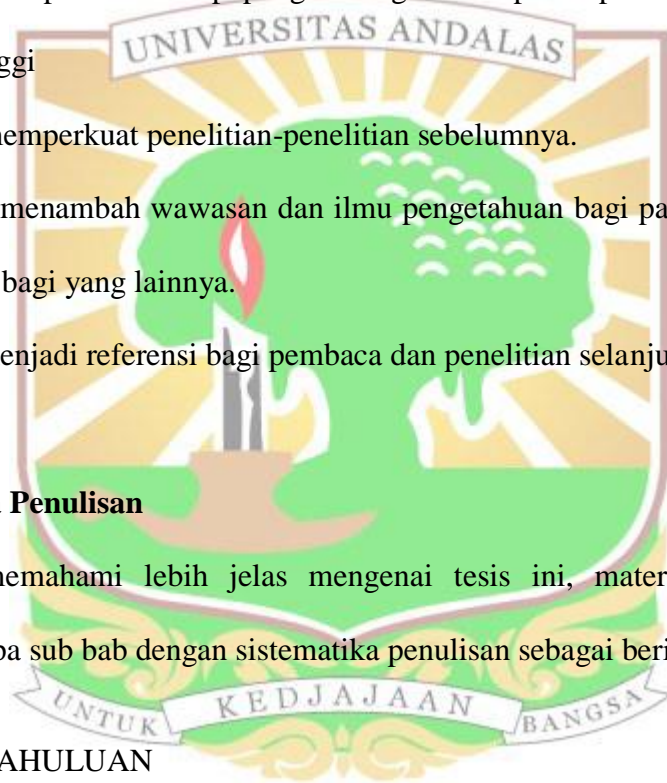 UNIVERSITAS ANDALAS
ggi
emperkuat penelitian-penelitian sebelumnya.
menambah wawasan dan ilmu pengetahuan bagi pa
bagi yang lainnya.
enjadi referensi bagi pembaca dan penelitian selanju
Penulisan
emahami lebih jelas mengenai tesis ini, mater
pa sub bab dengan sistematika penulisan sebagai beri
UNTUK KEDJAJAAN BANGSA
AHULUAN